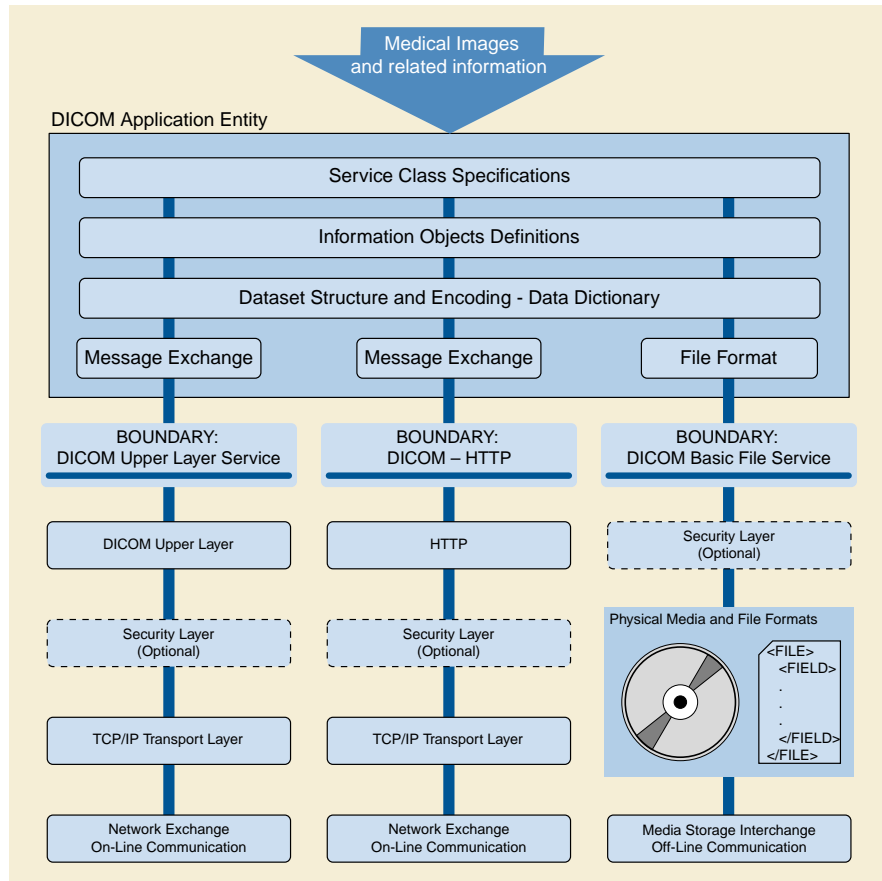 Medical Images
and related information
DICOM Application Entity
Service Class Specifications
Information Objects Definitions
Dataset Structure and Encoding - Data Dictionary
Message Exchange
Message Exchange
File Format
BOUNDARY:
DICOM Upper Layer Service
BOUNDARY:
DICOM – HTTP
BOUNDARY:
DICOM Basic File Service
DICOM Upper Layer
HTTP
Security Layer
(Optional)
Security Layer
(Optional)
Security Layer
(Optional)
Physical Media and File Formats
<FILE>
<FIELD>
.
.
.
</FIELD>
</FILE>
TCP/IP Transport Layer
TCP/IP Transport Layer
Network Exchange
On-Line Communication
Network Exchange
On-Line Communication
Media Storage Interchange
Off-Line Communication